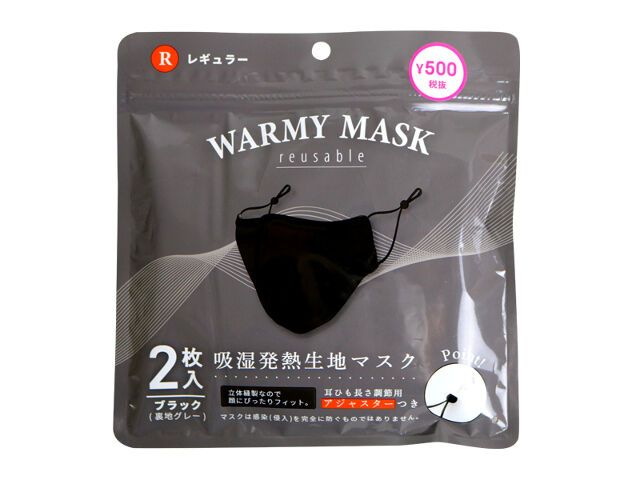 R レギュラー
¥500
税抜
WARMY MASK
reusable
2枚入
ブラック
(裏地グレー)
吸湿発熱生地マスク
立体縫製なので
顔にぴったりフィット。
耳ひも長さ調節用
アジャスターつき
マスクは感染(侵入)を完全に防ぐものではありません。
Point!